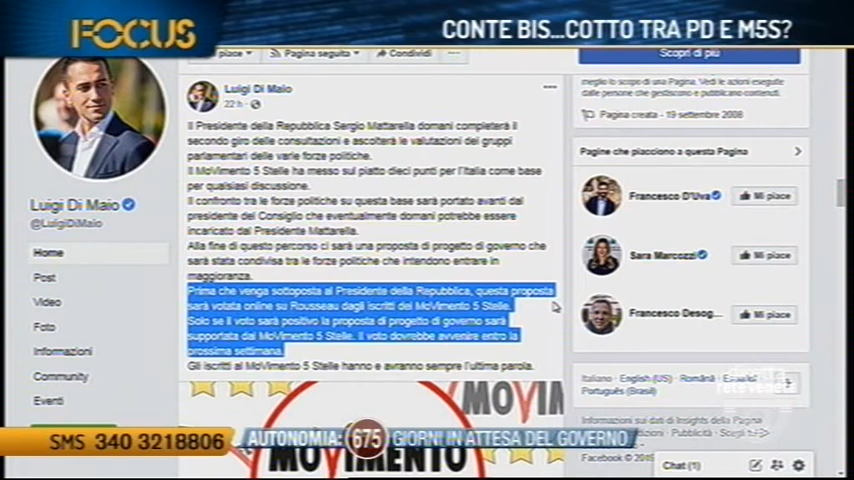 FOCUS
CONTE BIS...COTTO TRA PD E M5S?
piace
Pagina seguita
Condividi
Scopri di più
Luigi Di Maio
22 h
Il Presidente della Repubblica Sergio Mattarella domani completerà il
secondo giro delle consultazioni e ascolterà le valutazioni dei gruppi
parlamentari delle varie forze politiche.
Il MoVimento 5 Stelle ha messo sul piatto dieci punti per l'Italia come base
per qualsiasi discussione.
Il confronto tra le forze politiche su questa base sarà portato avanti dal
presidente del Consiglio che eventualmente domani potrebbe essere
incaricato dal Presidente Mattarella.
Alla fine di questo percorso ci sarà una proposta di progetto di governo che
sarà stata condivisa tra le forze politiche che intendono entrare in
maggioranza.
Prima che venga sottoposta al Presidente della Repubblica, questa proposta
sarà votata online su Rousseau dagli iscritti del MoVimento 5 Stelle.
Solo se il voto sarà positivo la proposta di progetto di governo sarà
supportata dal MoVimento 5 Stelle. Il voto dovrebbe avvenire entro la
prossima settimana.
Gli iscritti al MoVimento 5 Stelle hanno e avranno sempre l'ultima parola.
MOVIMENTO
MOVIM
Luigi Di Maio
@LuigiDiMaio
Home
Post
Video
Foto
Informazioni
Community
Eventi
meglio lo scopo di una Pagina. Vedi le azioni eseguite
dalle persone che gestiscono e pubblicano contenuti.
Pagina creata - 19 settembre 2008
Pagine che piacciono a questa Pagina
Francesco D'Uva
Mi piace
Sara Marcozzi
Mi piace
Francesco Desog...
Mi piace
Italiano · English (US) · Română · Español
Português (Brasil)
Informazioni sui dati di Insights della Pagina
Pubblicità · Scegli tu
Facebook © 2019
Chat (1)
SMS 340 3218806
AUTONOMIA: 675 GIORNI IN ATTESA DEL GOVERNO